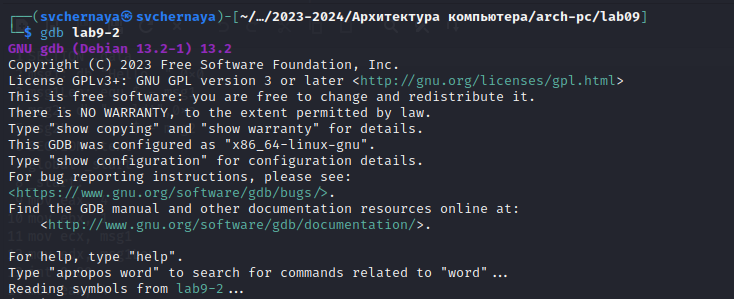 ┌──(svchernaya㉿svchernaya)-[~/…/2023-2024/Архитектура компьютера/arch-pc/lab09]
└─$ gdb lab9-2
GNU gdb (Debian 13.2-1) 13.2
Copyright (C) 2023 Free Software Foundation, Inc.
License GPLv3+: GNU GPL version 3 or later <http://gnu.org/licenses/gpl.html>
This is free software: you are free to change and redistribute it.
There is NO WARRANTY, to the extent permitted by law.
Type "show copying" and "show warranty" for details.
This GDB was configured as "x86_64-linux-gnu".
Type "show configuration" for configuration details.
For bug reporting instructions, please see:
<https://www.gnu.org/software/gdb/bugs/>.
Find the GDB manual and other documentation resources online at:
    <http://www.gnu.org/software/gdb/documentation/>.

For help, type "help".
Type "apropos word" to search for commands related to "word"...
Reading symbols from lab9-2...